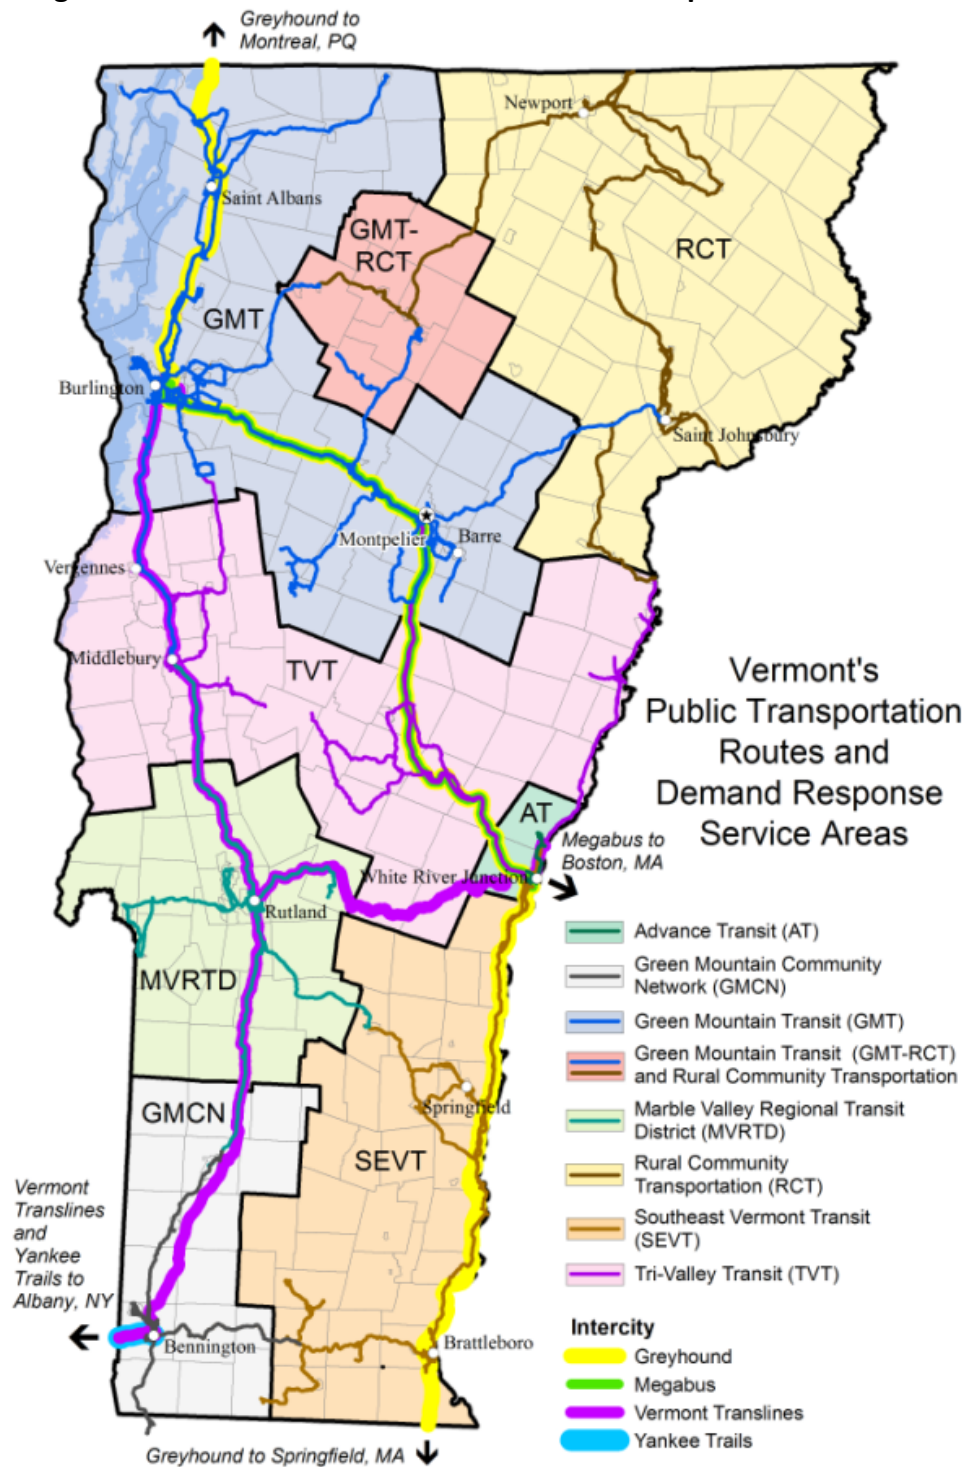 Greyhound to
Montreal, PQ
Newport
Saint Albans
GMT-
RCT
RCT
GMT
Burlington
Saint Johnsbury
Montpelier
Barre
Vergennes
Middlebury
TVT
Vermont's
Public Transportation
Routes and
Demand Response
Service Areas
AT
Megabus to
Boston, MA
White River Junction
Rutland
MVRTD
Advance Transit (AT)
Green Mountain Community
Network (GMCN)
Green Mountain Transit (GMT)
Green Mountain Transit (GMT-RCT)
and Rural Community Transportation
Marble Valley Regional Transit
District (MVRTD)
Rural Community
Transportation (RCT)
Southeast Vermont Transit
(SEVT)
Tri-Valley Transit (TVT)
Springfield
GMCN
SEVT
Vermont
Translines
and
Yankee
Trails to
Albany, NY
Bennington
Brattleboro
Intercity
Greyhound
Megabus
Vermont Translines
Yankee Trails
Greyhound to Springfield, MA